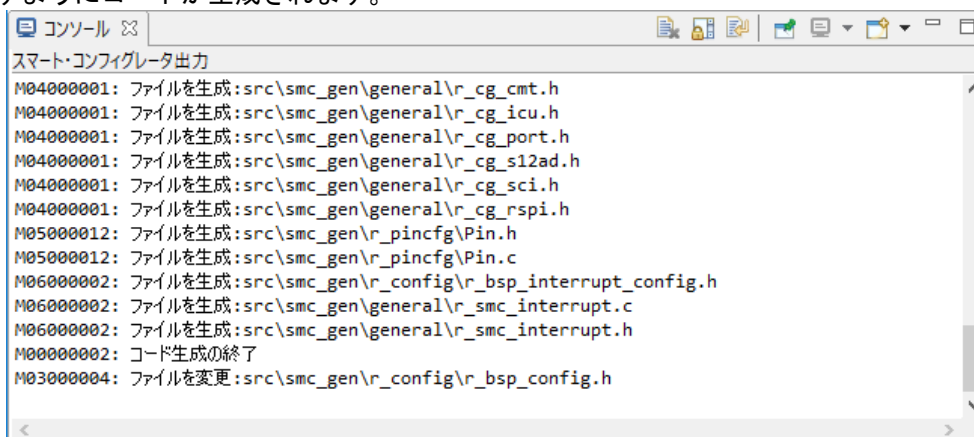 ようにコードが生成されます。
コンソール
スマート・コンフィグレータ出力
M04000001: ファイルを生成:src\smc_gen\general\r_cg_cmt.h
M04000001: ファイルを生成:src\smc_gen\general\r_cg_icu.h
M04000001: ファイルを生成:src\smc_gen\general\r_cg_port.h
M04000001: ファイルを生成:src\smc_gen\general\r_cg_s12ad.h
M04000001: ファイルを生成:src\smc_gen\general\r_cg_sci.h
M04000001: ファイルを生成:src\smc_gen\general\r_cg_rspi.h
M05000012: ファイルを生成:src\smc_gen\r_pincfg\Pin.h
M05000012: ファイルを生成:src\smc_gen\r_pincfg\Pin.c
M06000002: ファイルを生成:src\smc_gen\r_config\r_bsp_interrupt_config.h
M06000002: ファイルを生成:src\smc_gen\general\r_smc_interrupt.c
M06000002: ファイルを生成:src\smc_gen\general\r_smc_interrupt.h
M00000002: コード生成の終了
M03000004: ファイルを変更:src\smc_gen\r_config\r_bsp_config.h